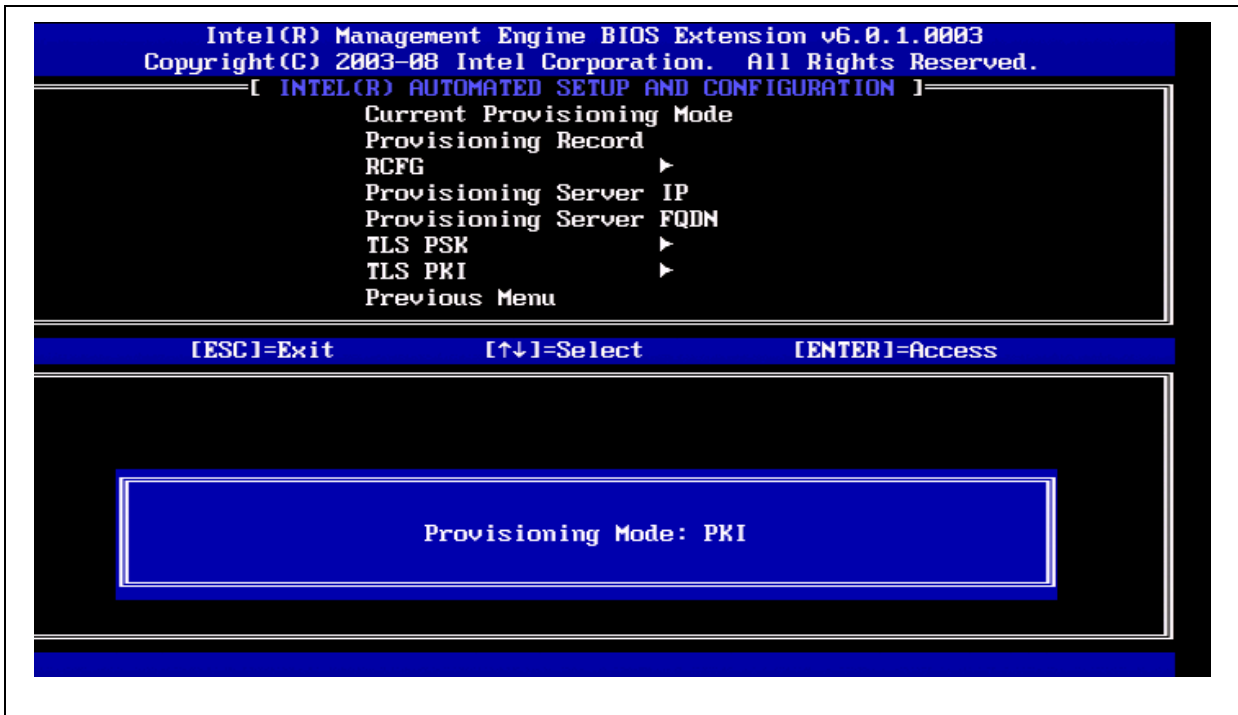 Intel(R) Management Engine BIOS Extension v6.0.1.0003
Copyright(C) 2003-08 Intel Corporation. All Rights Reserved.
[ INTEL(R) AUTOMATED SETUP AND CONFIGURATION ]
Current Provisioning Mode
Provisioning Record
RCFG ►
Provisioning Server IP
Provisioning Server FQDN
TLS PSK ►
TLS PKI ►
Previous Menu
[ESC]=Exit [↑↓]=Select [ENTER]=Access
Provisioning Mode: PKI